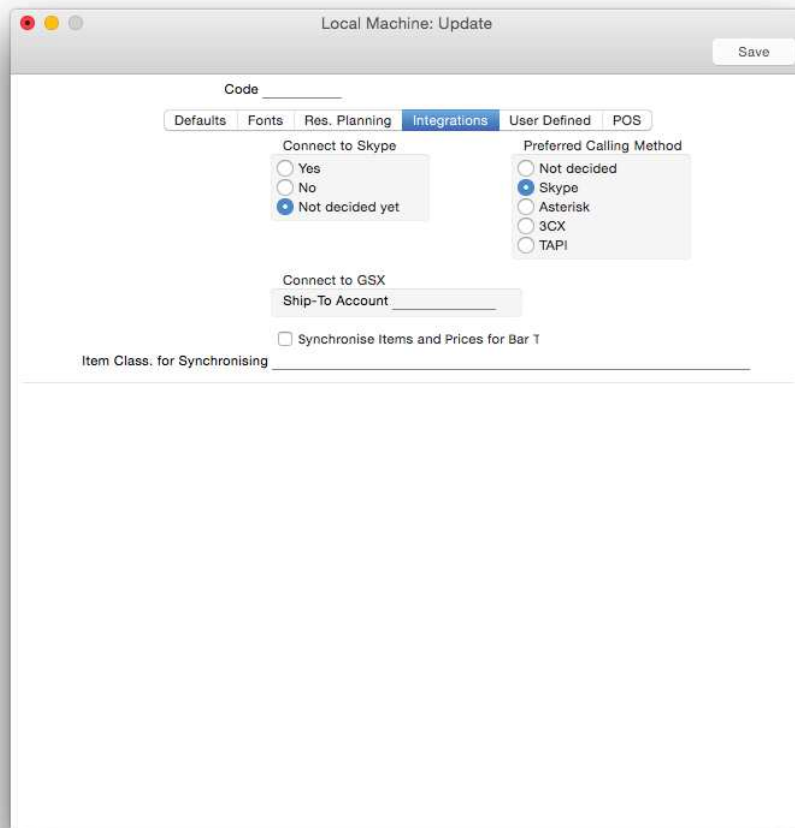 Local Machine: Update
Save
Code
Defaults Fonts Res. Planning Integrations User Defined POS
Connect to Skype Preferred Calling Method
Yes Not decided
No Skype
Not decided yet Asterisk
3CX
TAPI
Connect to GSX
Ship-To Account
Synchronise Items and Prices for Bar T
Item Class. for Synchronising